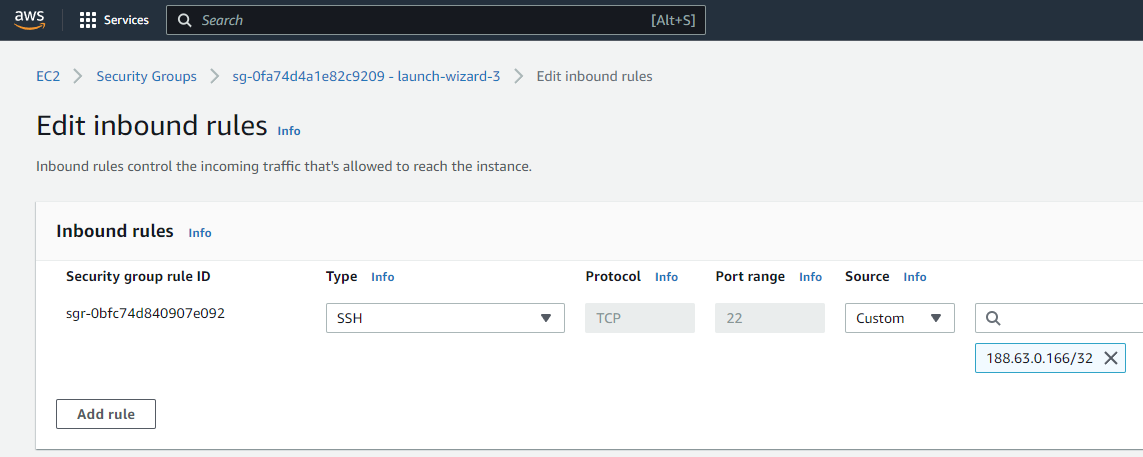 aws Services Search [Alt+S]
EC2 Security Groups sg-0fa74d4a1e82c9209 - launch-wizard-3 Edit inbound rules
Edit inbound rules Info
Inbound rules control the incoming traffic that's allowed to reach the instance.
Inbound rules Info
Security group rule ID Type Info Protocol Info Port range Info Source Info
sgr-0bfc74d840907e092 SSH TCP 22 Custom
188.63.0.166/32
Add rule